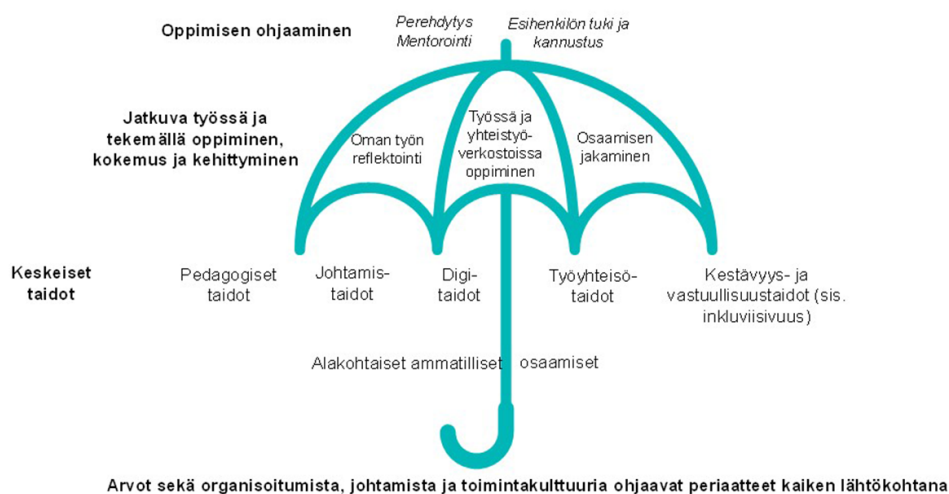 Oppimisen ohjaaminen
Perehdytys
Mentorointi
Esihenkilön tuki ja
kannustus
Jatkuva työssä ja
tekemällä oppiminen,
kokemus ja kehittyminen
Oman työn
reflektointi
Työssä ja
yhteistyö-
verkostoissa
oppiminen
Osaamisen
jakaminen
Keskeiset
taidot
Pedagogiset
taidot
Johtamis-
taidot
Digi-
taidot
Työyhteisö-
taidot
Kestävyys- ja
vastuullisuustaidot (sis.
inkluviisivuus)
Alakohtaiset ammatilliset osaamiset
Arvot sekä organisoitumista, johtamista ja toimintakulttuuria ohjaavat periaatteet kaiken lähtökohtana